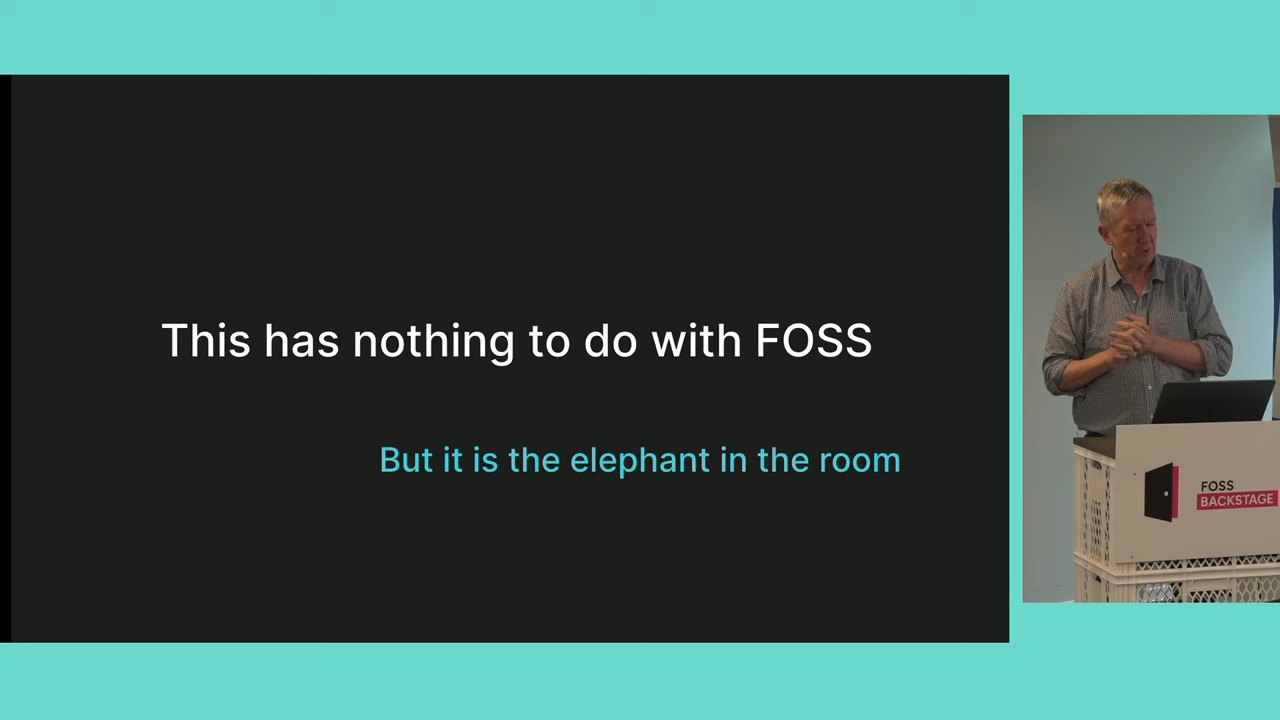 This has nothing to do with FOSS
But it is the elephant in the room
FOSS
BACKSTAGE